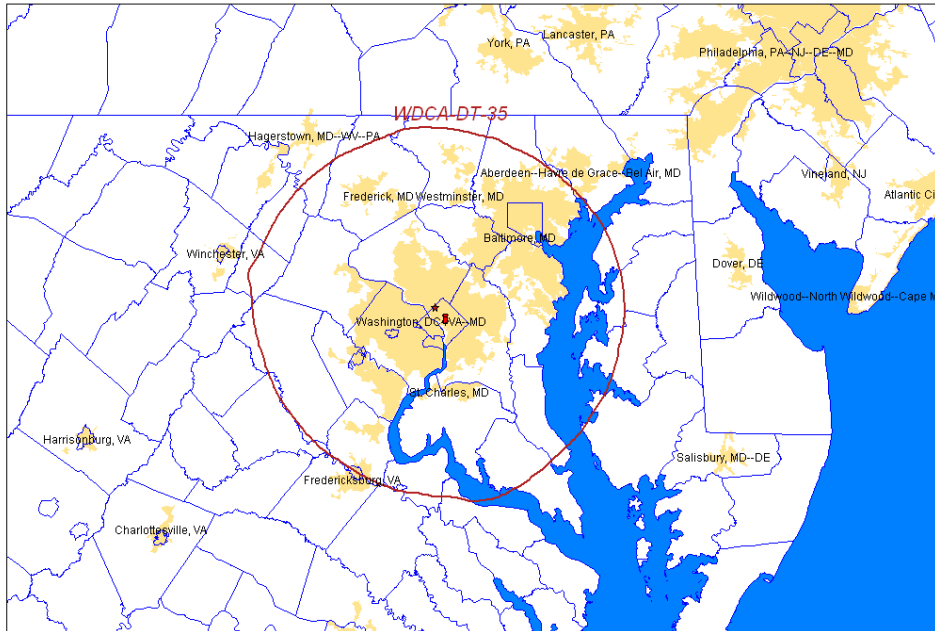 York, PA
Lancaster, PA
Philadelphia, PA--NJ--DE--MD
WDCA-DT-35
Hagerstown, MD--WV--PA
Aberdeen--Havre de Grace--Bel Air, MD
Vineland, NJ
Frederick, MD
Westminster, MD
Atlantic Ci
Baltimore, MD
Winchester, VA
Dover, DE
Wildwood--North Wildwood--Cape M
Washington, DC--VA--MD
St. Charles, MD
Harrisonburg, VA
Salisbury, MD--DE
Fredericksburg, VA
Charlottesville, VA